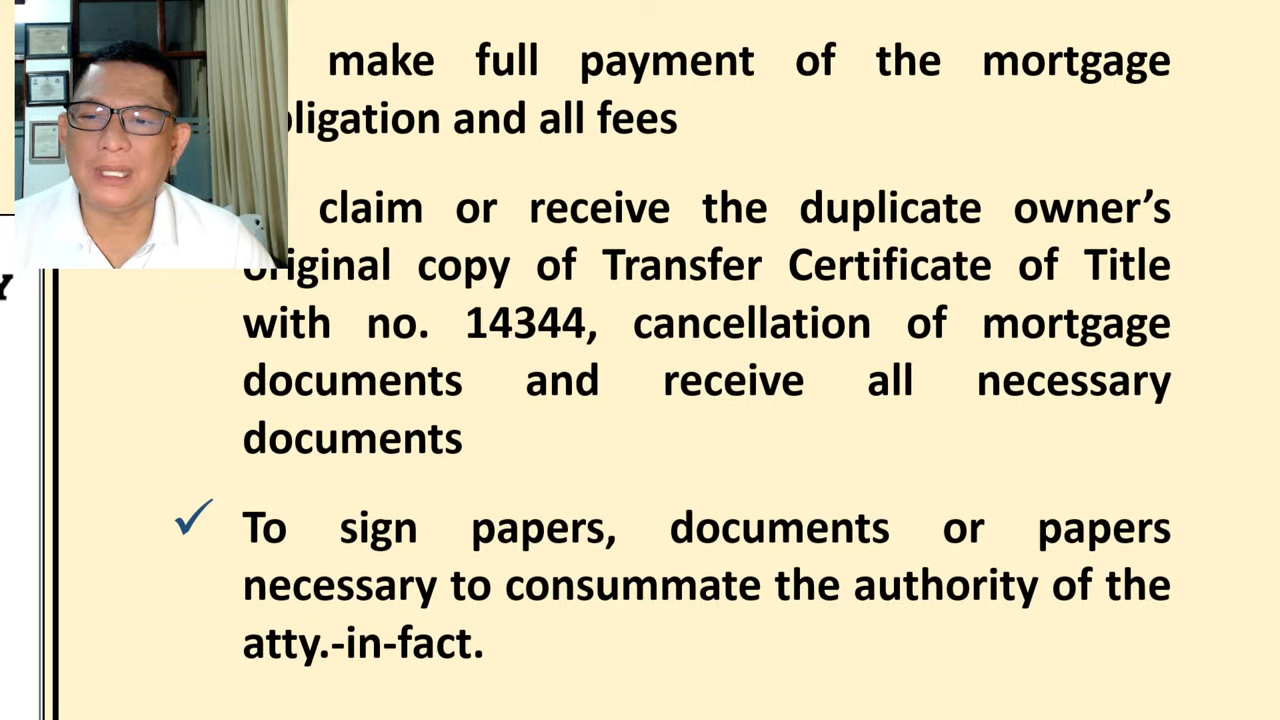 make full payment of the mortgage
obligation and all fees
claim or receive the duplicate owner's
original copy of Transfer Certificate of Title
with no. 14344, cancellation of mortgage
documents and receive all necessary
documents
✓ To sign papers, documents or papers
necessary to consummate the authority of the
atty.-in-fact.